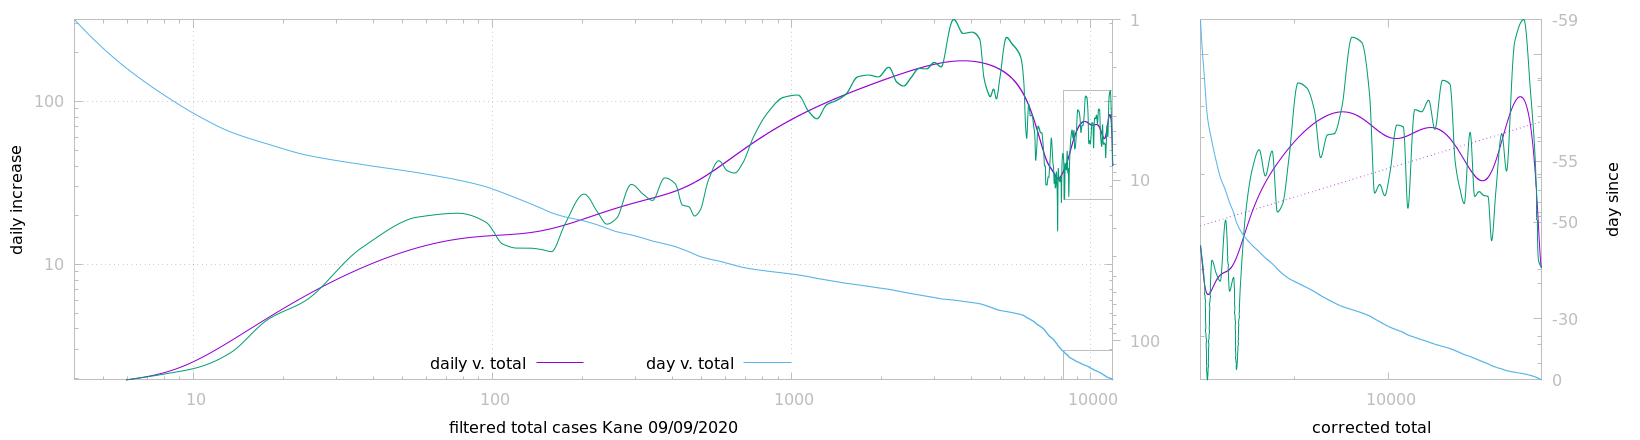 daily increase
100
10
daily v. total
day v. total
10
100
1000
10000
filtered total cases Kane 09/09/2020
1
10
100
-59
-55
-50
-30
0
day since
10000
corrected total